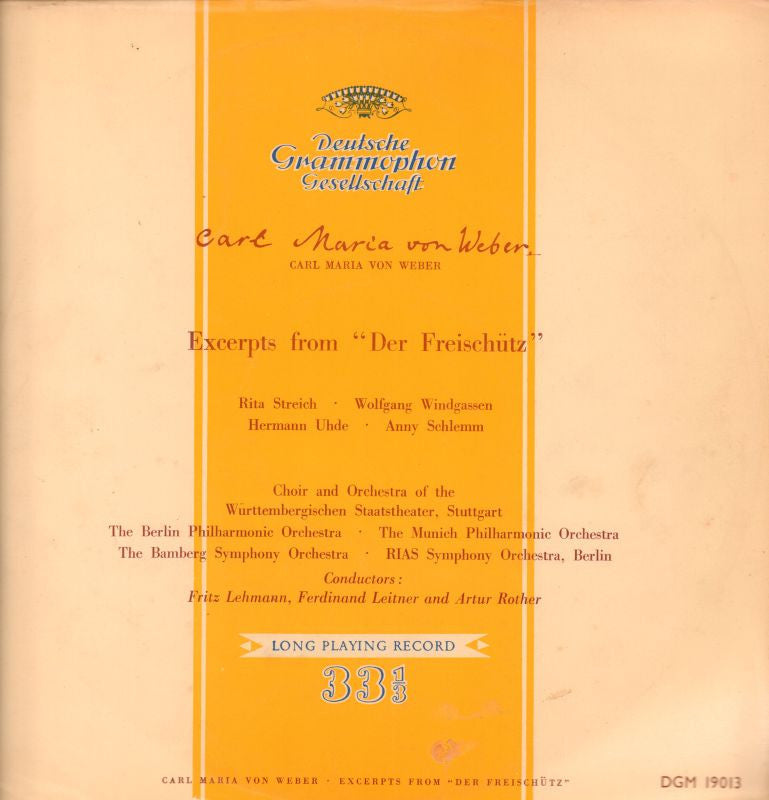 Deutsche
Grammophon
Gesellschaft
Carl Maria von Weber.
CARL MARIA VON WEBER
Excerpts from “Der Freischütz”
Rita Streich · Wolfgang Windgassen
Hermann Uhde · Anny Schlemm
Choir and Orchestra of the
Württembergischen Staatstheater, Stuttgart
The Berlin Philharmonic Orchestra · The Munich Philharmonic Orchestra
The Bamberg Symphony Orchestra · RIAS Symphony Orchestra, Berlin
Conductors:
Fritz Lehmann, Ferdinand Leitner and Artur Rother
LONG PLAYING RECORD
33 1/3
CARL MARIA VON WEBER · EXCERPTS FROM “DER FREISCHÜTZ”
DGM 19013